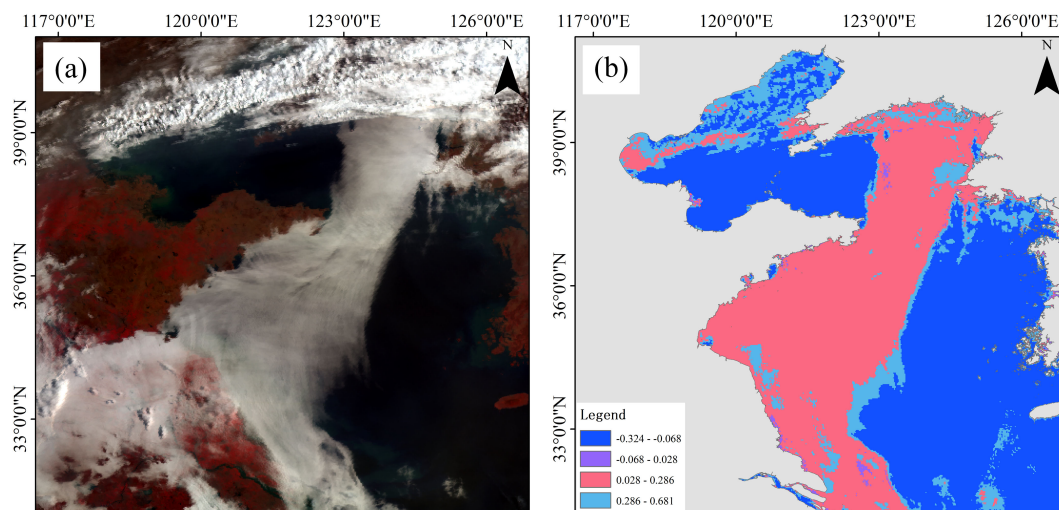 117°0'0"E
120°0'0"E
123°0'0"E
126°0'0"E
(a)
N
39°0'0"N
36°0'0"N
33°0'0"N
117°0'0"E
120°0'0"E
123°0'0"E
126°0'0"E
(b)
N
39°0'0"N
36°0'0"N
33°0'0"N
Legend
-0.324 - -0.068
-0.068 - 0.028
0.028 - 0.286
0.286 - 0.681